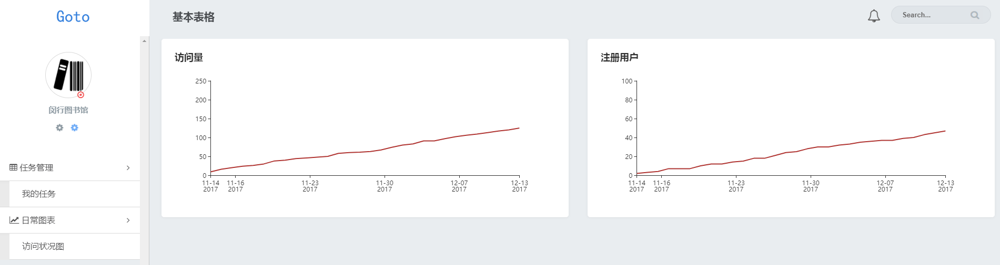 Goto
闵行图书馆
任务管理
我的任务
日常图表
访问状况图
基本表格
Search...
访问量
250
200
150
100
50
0
11-14 11-16 11-23 11-30 12-07 12-13
2017 2017 2017 2017 2017 2017
注册用户
100
80
60
40
20
0
11-14 11-16 11-23 11-30 12-07 12-13
2017 2017 2017 2017 2017 2017